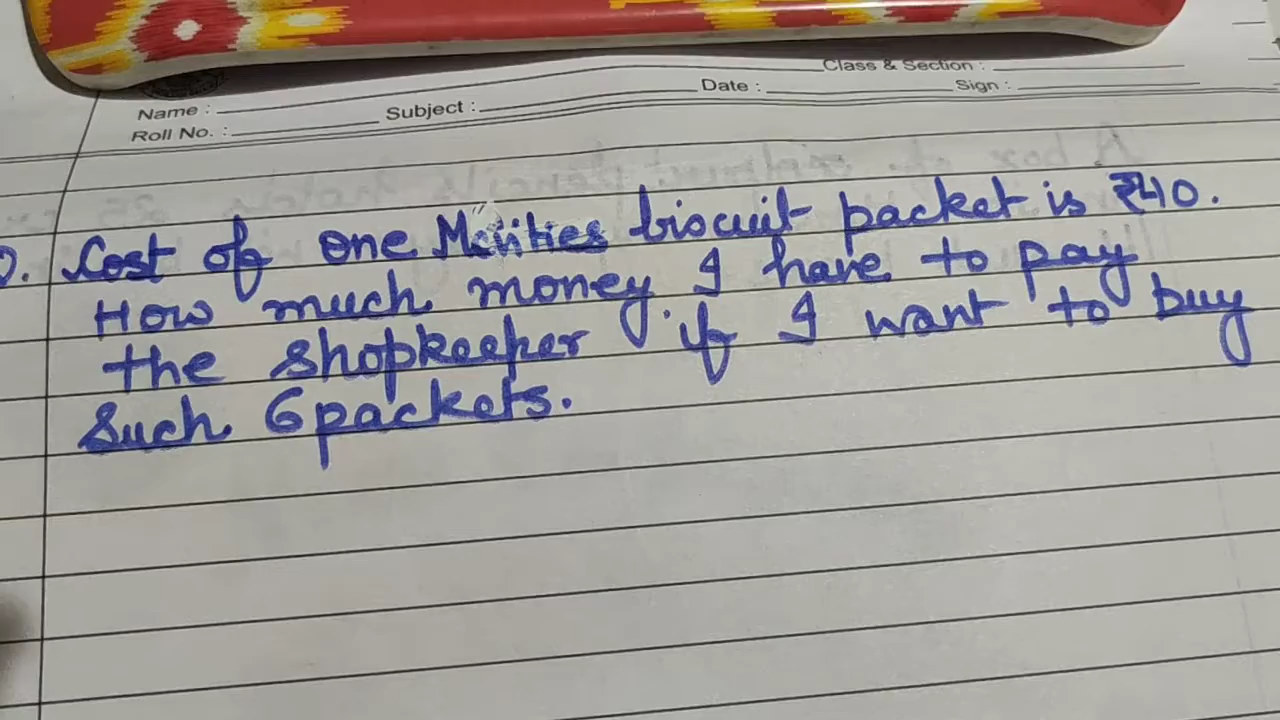 Class & Section :
Name : Subject : Date : Sign :
Roll No. :
Cost of one biscuit packet is ₹40.
How much money I have to pay
the shopkeeper if I want to buy
such 6 packets.